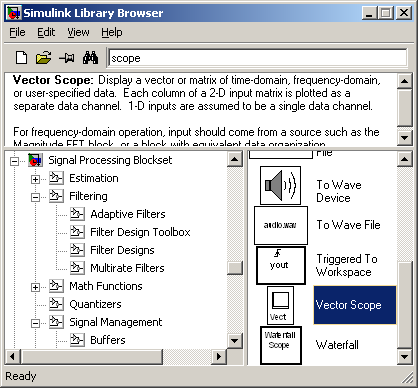 Simulink Library Browser
File Edit View Help
scope
Vector Scope: Display a vector or matrix of time-domain, frequency-domain,
or user-specified data. Each column of a 2-D input matrix is plotted as a
separate data channel. 1-D inputs are assumed to be a single data channel.
For frequency-domain operation, input should come from a source such as the
Magnitude FFT block, or a block with equivalent data organization.
Signal Processing Blockset
Estimation
Filtering
Adaptive Filters
Filter Design Toolbox
Filter Designs
Multirate Filters
Math Functions
Quantizers
Signal Management
Buffers
File
To Wave
Device
audio.wav
To Wave File
yout
Triggered To
Workspace
Vect
Vector Scope
Waterfall
Scope
Waterfall
Ready